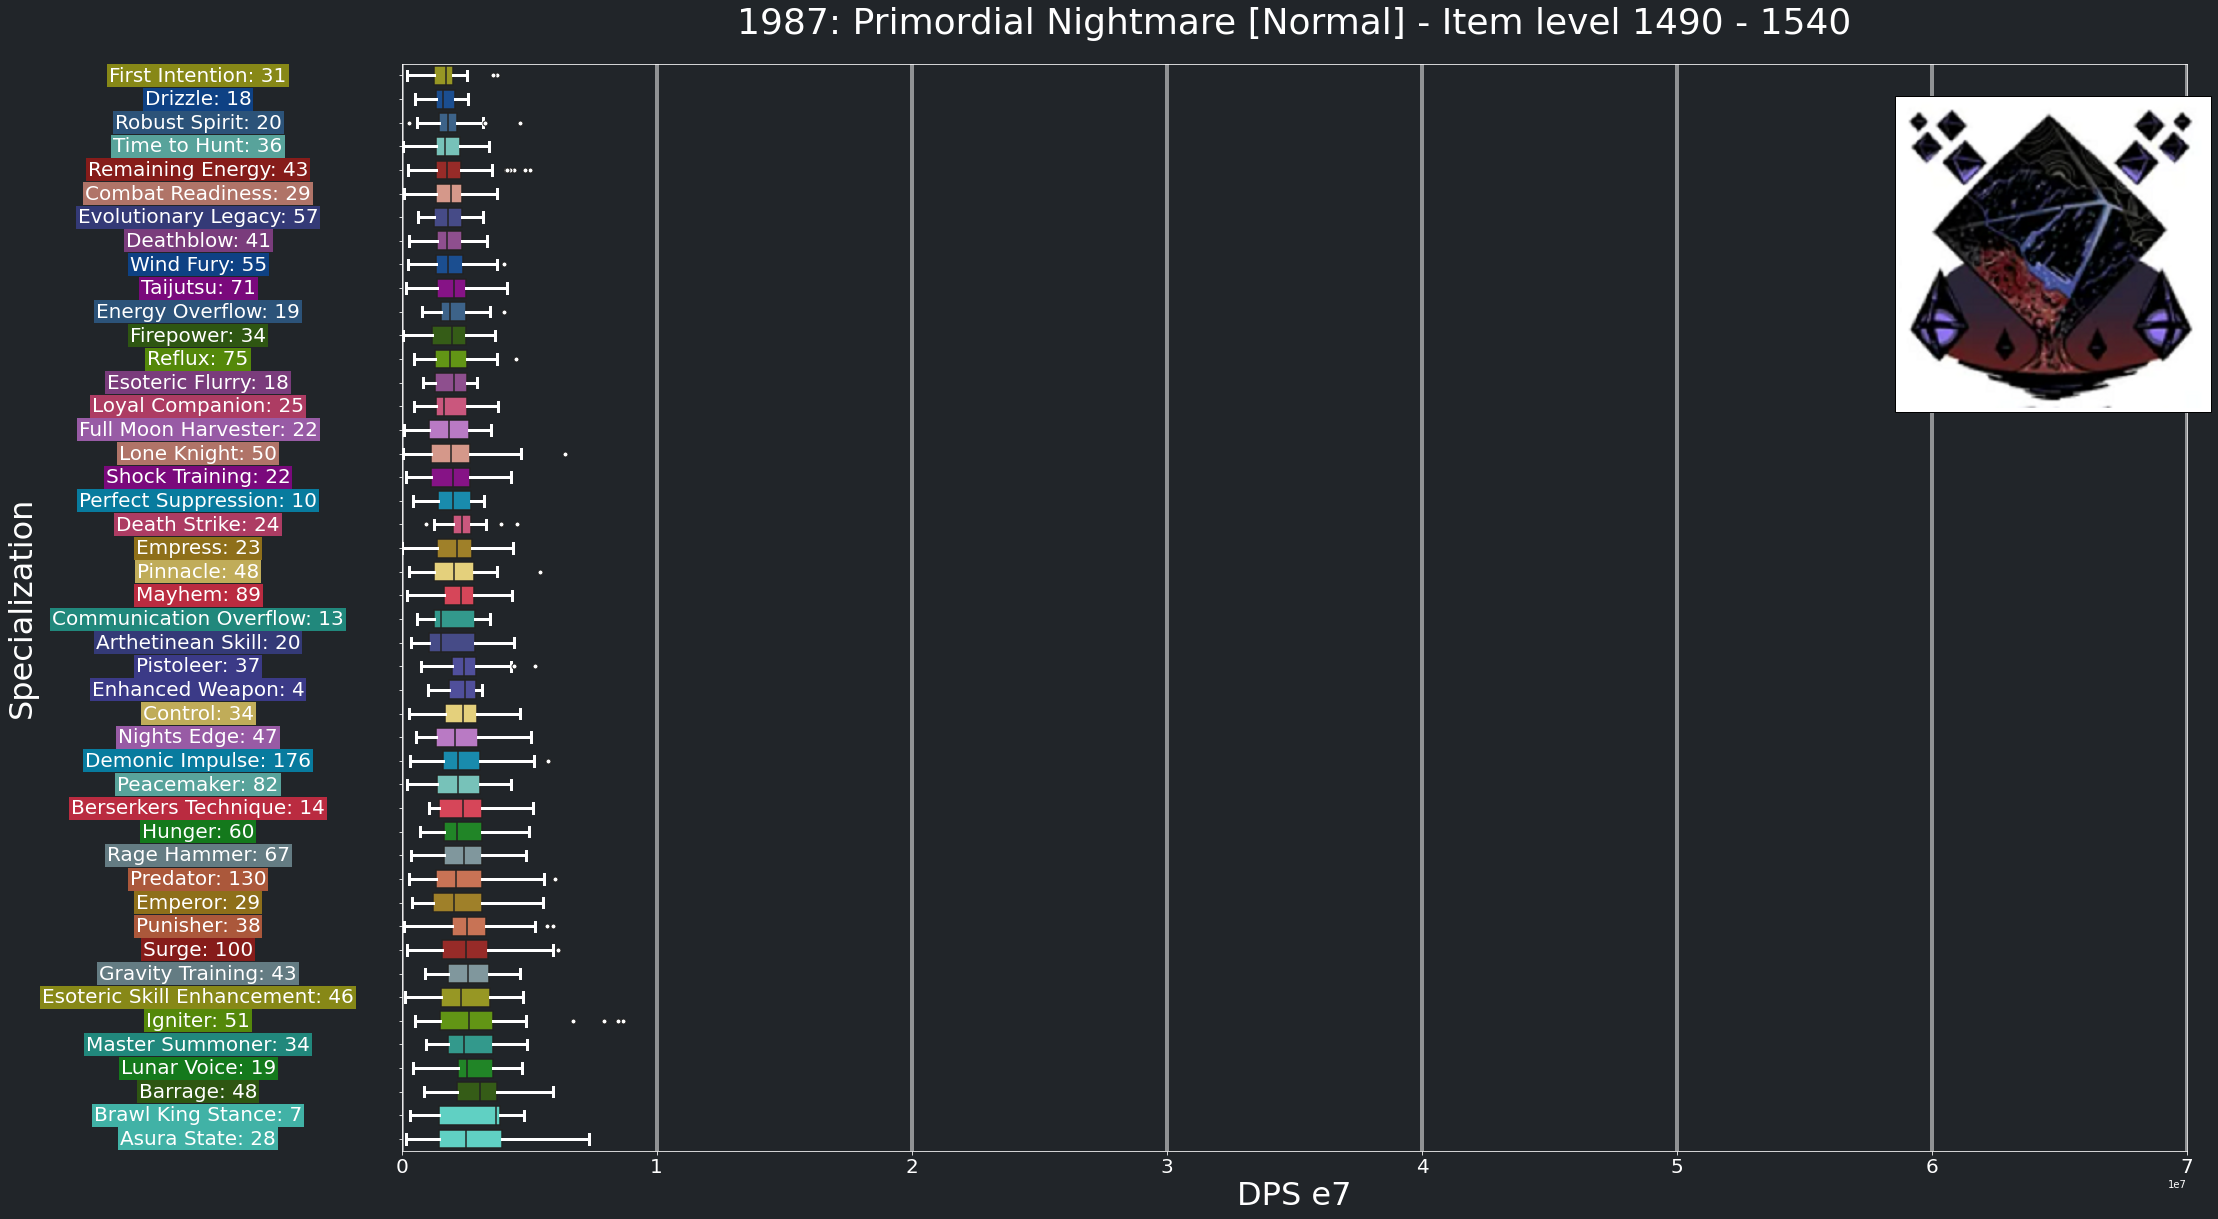 1987: Primordial Nightmare [Normal] - Item level 1490 - 1540
First Intention: 31
Drizzle: 18
Robust Spirit: 20
Time to Hunt: 36
Remaining Energy: 43
Combat Readiness: 29
Evolutionary Legacy: 57
Deathblow: 41
Wind Fury: 55
Taijutsu: 71
Energy Overflow: 19
Firepower: 34
Reflux: 75
Esoteric Flurry: 18
Loyal Companion: 25
Full Moon Harvester: 22
Lone Knight: 50
Shock Training: 22
Perfect Suppression: 10
Death Strike: 24
Empress: 23
Pinnacle: 48
Mayhem: 89
Communication Overflow: 13
Arthetinean Skill: 20
Pistoleer: 37
Enhanced Weapon: 4
Control: 34
Nights Edge: 47
Demonic Impulse: 176
Peacemaker: 82
Berserkers Technique: 14
Hunger: 60
Rage Hammer: 67
Predator: 130
Emperor: 29
Punisher: 38
Surge: 100
Gravity Training: 43
Esoteric Skill Enhancement: 46
Igniter: 51
Master Summoner: 34
Lunar Voice: 19
Barrage: 48
Brawl King Stance: 7
Asura State: 28
Specialization
0 1 2 3 4 5 6 7
1e7
DPS e7